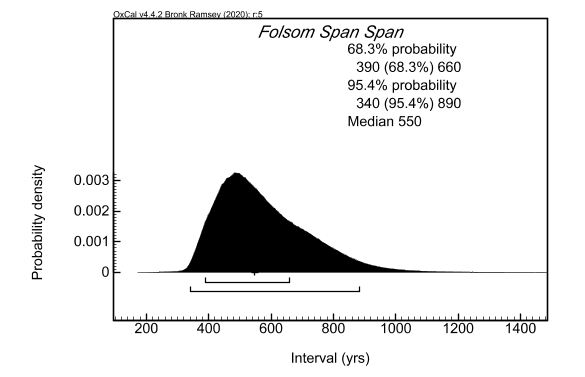 OxCal v4.4.2 Bronk Ramsey (2020); r:5
Folsom Span Span
68.3% probability
390 (68.3%) 660
95.4% probability
340 (95.4%) 890
Median 550
Probability density
0.003
0.002
0.001
0
200 400 600 800 1000 1200 1400
Interval (yrs)